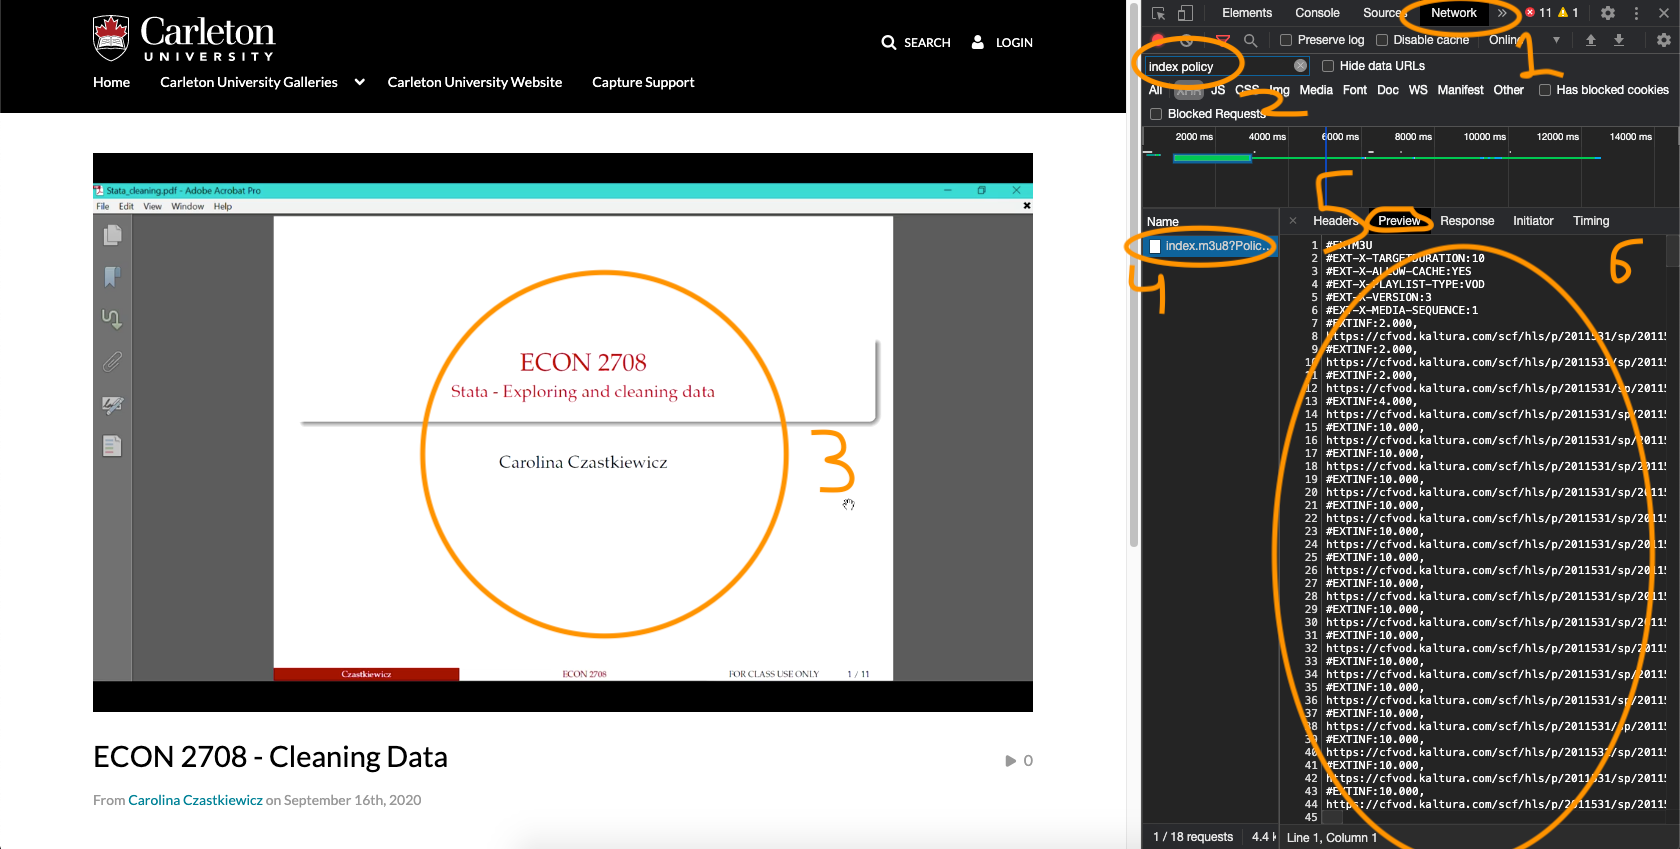 Carleton
UNIVERSITY
SEARCH
LOGIN
Home
Carleton University Galleries
Carleton University Website
Capture Support
Stata_cleaning.pdf - Adobe Acrobat Pro
File Edit View Window Help
ECON 2708
Stata - Exploring and cleaning data
Carolina Czastkiewicz
3
Czastkiewicz
ECON 2708
FOR CLASS USE ONLY
1 / 11
ECON 2708 - Cleaning Data
0
From Carolina Czastkiewicz on September 16th, 2020
Elements Console Sources Network 11 1
1
Preserve log Disable cache Online
index policy
Hide data URLs
2
All XHR JS CSS Img Media Font Doc WS Manifest Other Has blocked cookies
Blocked Requests
2000 ms 4000 ms 6000 ms 8000 ms 10000 ms 12000 ms 14000 ms
Name
index.m3u8?Polic...
4
5
Headers Preview Response Initiator Timing
6
1 #EXTM3U
2 #EXT-X-TARGETDURATION:10
3 #EXT-X-ALLOW-CACHE:YES
4 #EXT-X-PLAYLIST-TYPE:VOD
5 #EXT-X-VERSION:3
6 #EXT-X-MEDIA-SEQUENCE:1
7 #EXTINF:2.000,
8 https://cfvod.kaltura.com/scf/hls/p/2011531/sp/20115
9 #EXTINF:2.000,
10 https://cfvod.kaltura.com/scf/hls/p/2011531/sp/20115
11 #EXTINF:2.000,
12 https://cfvod.kaltura.com/scf/hls/p/2011531/sp/20115
13 #EXTINF:4.000,
14 https://cfvod.kaltura.com/scf/hls/p/2011531/sp/20115
15 #EXTINF:10.000,
16 https://cfvod.kaltura.com/scf/hls/p/2011531/sp/20115
17 #EXTINF:10.000,
18 https://cfvod.kaltura.com/scf/hls/p/2011531/sp/20115
19 #EXTINF:10.000,
20 https://cfvod.kaltura.com/scf/hls/p/2011531/sp/20115
21 #EXTINF:10.000,
22 https://cfvod.kaltura.com/scf/hls/p/2011531/sp/20115
23 #EXTINF:10.000,
24 https://cfvod.kaltura.com/scf/hls/p/2011531/sp/20115
25 #EXTINF:10.000,
26 https://cfvod.kaltura.com/scf/hls/p/2011531/sp/20115
27 #EXTINF:10.000,
28 https://cfvod.kaltura.com/scf/hls/p/2011531/sp/20115
29 #EXTINF:10.000,
30 https://cfvod.kaltura.com/scf/hls/p/2011531/sp/20115
31 #EXTINF:10.000,
32 https://cfvod.kaltura.com/scf/hls/p/2011531/sp/20115
33 #EXTINF:10.000,
34 https://cfvod.kaltura.com/scf/hls/p/2011531/sp/20115
35 #EXTINF:10.000,
36 https://cfvod.kaltura.com/scf/hls/p/2011531/sp/20115
37 #EXTINF:10.000,
38 https://cfvod.kaltura.com/scf/hls/p/2011531/sp/20115
39 #EXTINF:10.000,
40 https://cfvod.kaltura.com/scf/hls/p/2011531/sp/20115
41 #EXTINF:10.000,
42 https://cfvod.kaltura.com/scf/hls/p/2011531/sp/20115
43 #EXTINF:10.000,
44 https://cfvod.kaltura.com/scf/hls/p/2011531/sp/20115
45
1 / 18 requests 4.4 k
Line 1, Column 1